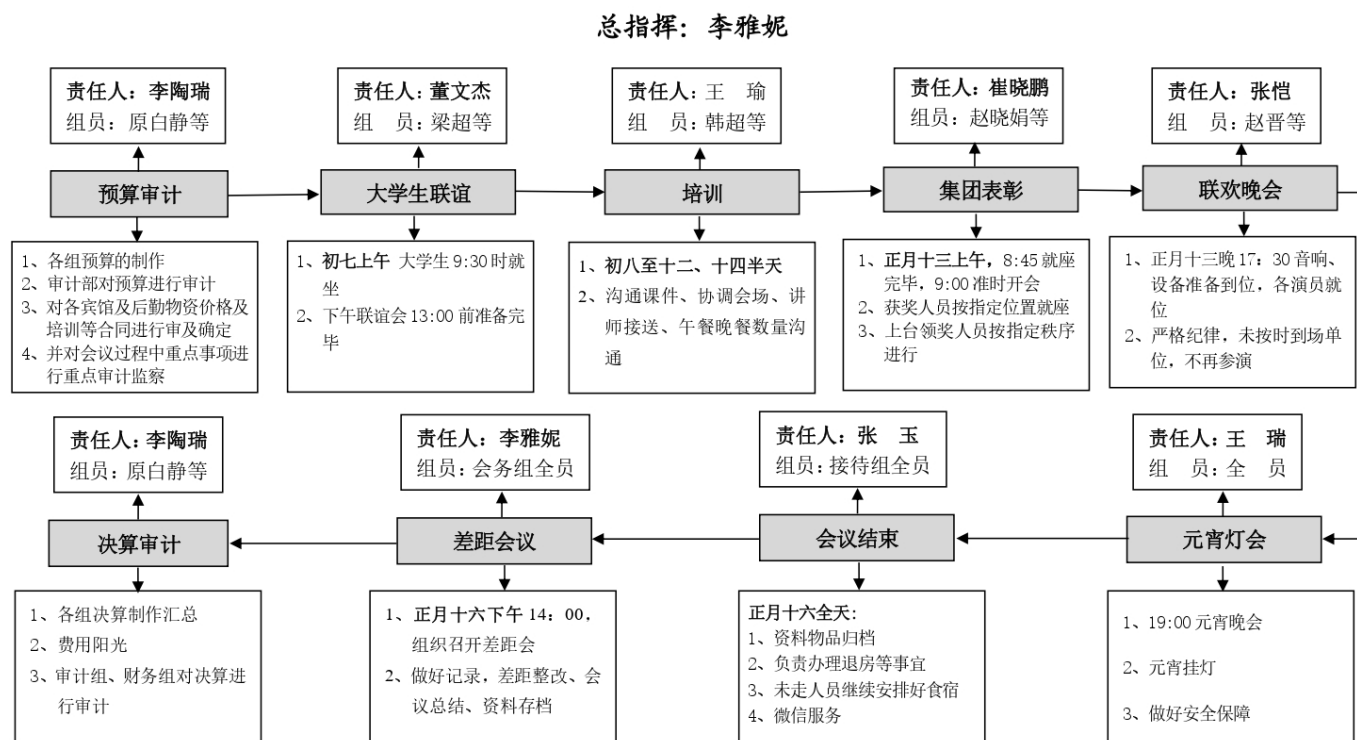 总指挥：李雅妮
责任人：李陶瑞
组员：原白静等
预算审计
1、各组预算的制作
2、审计部对预算进行审计
3、对各宾馆及后勤物资价格及
培训等合同进行审及确定
4、并对会议过程中重点事项进
行重点审计监察
责任人：董文杰
组　员：梁超等
大学生联谊
1、初七上午 大学生9:30时就
坐
2、下午联谊会13:00前准备完
毕
责任人：王　瑜
组　员：韩超等
培训
1、初八至十二、十四半天
2、沟通课件、协调会场、讲
师接送、午餐晚餐数量沟
通
责任人：崔晓鹏
组员：赵晓娟等
集团表彰
1、正月十三上午，8:45就座
完毕，9:00准时开会
2、获奖人员按指定位置就座
3、上台领奖人员按指定秩序
进行
责任人：张恺
组　员：赵晋等
联欢晚会
1、正月十三晚17：30音响、
设备准备到位，各演员就
位
2、严格纪律，未按时到场单
位，不再参演
责任人：王　瑞
组　员：全　员
元宵灯会
1、19:00元宵晚会
2、元宵挂灯
3、做好安全保障
责任人：张　玉
组员：接待组全员
会议结束
正月十六全天：
1、资料物品归档
2、负责办理退房等事宜
3、未走人员继续安排好食宿
4、微信服务
责任人：李雅妮
组员：会务组全员
差距会议
1、正月十六下午14：00，
组织召开差距会
2、做好记录，差距整改、会
议总结、资料存档
责任人：李陶瑞
组员：原白静等
决算审计
1、各组决算制作汇总
2、费用阳光
3、审计组、财务组对决算进
行审计